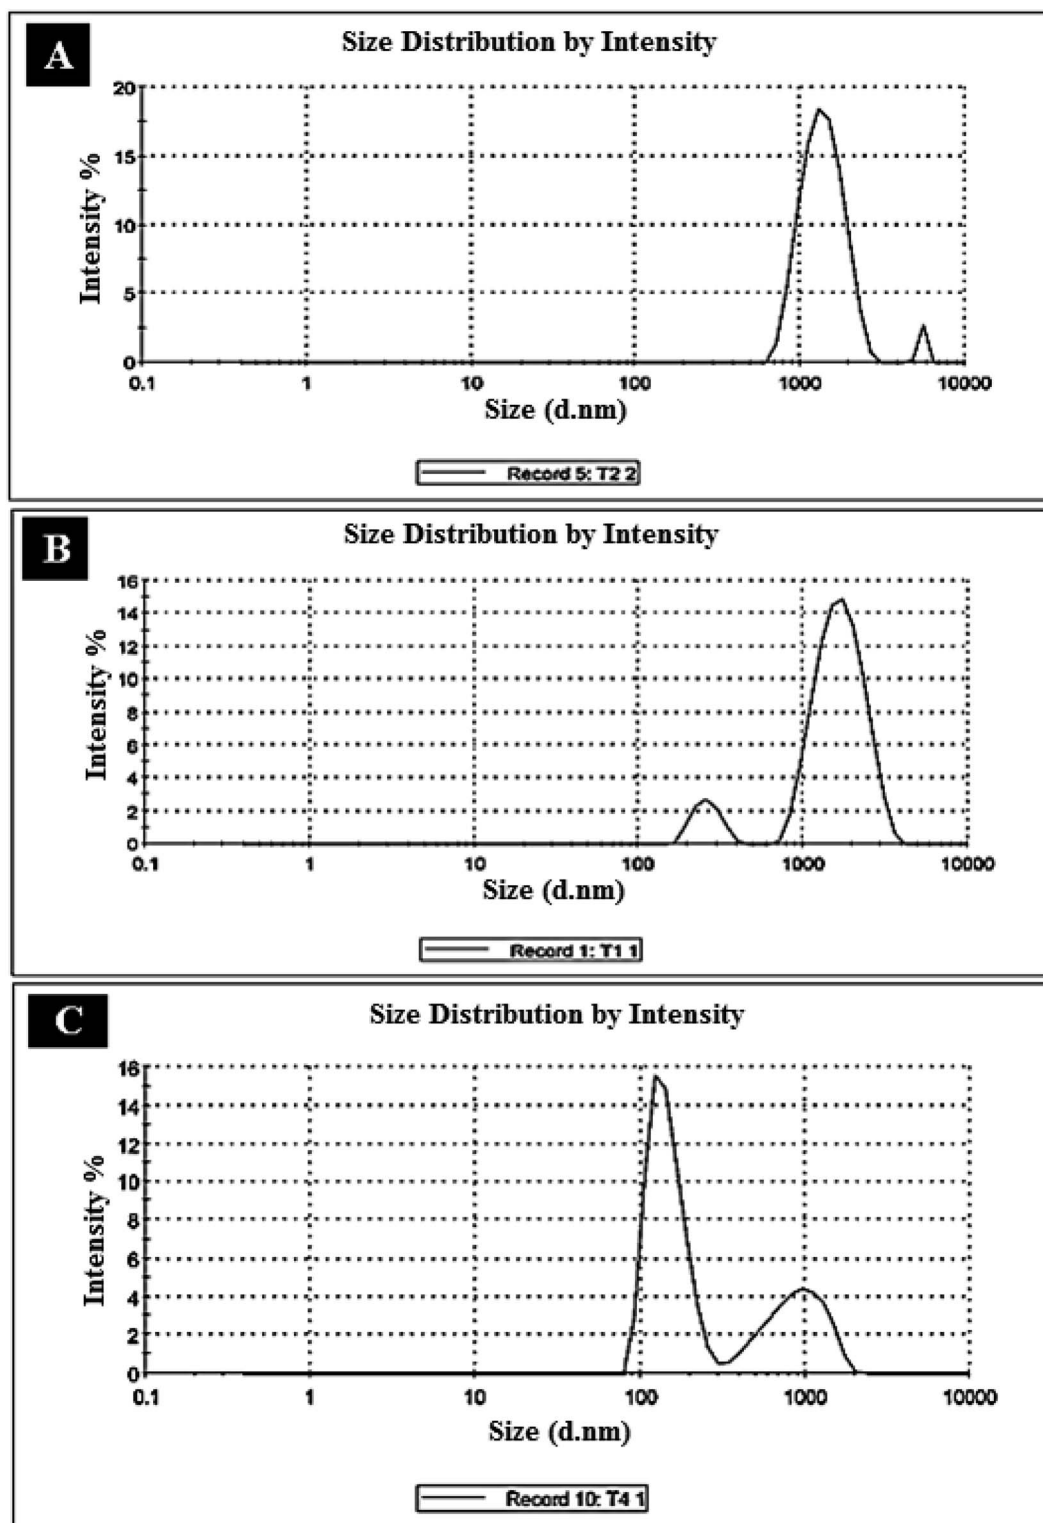 A
Size Distribution by Intensity
Intensity %
20
15
10
5
0
0.1 1 10 100 1000 10000
Size (d.nm)
Record 5: T2 2
B
Size Distribution by Intensity
Intensity %
16
14
12
10
8
6
4
2
0
0.1 1 10 100 1000 10000
Size (d.nm)
Record 1: T1 1
C
Size Distribution by Intensity
Intensity %
16
14
12
10
8
6
4
2
0
0.1 1 10 100 1000 10000
Size (d.nm)
Record 10: T4 1